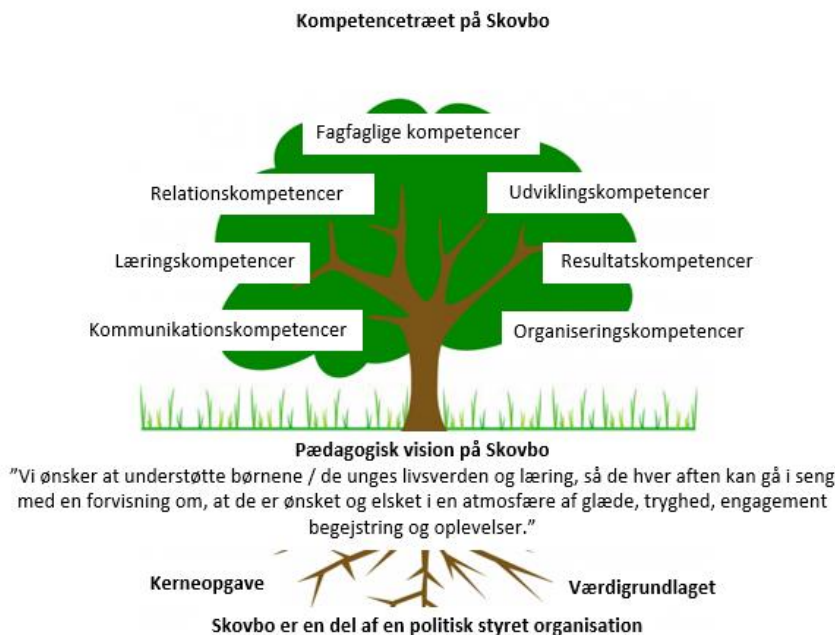 Kompetencetræet på Skovbo
Fagfaglige kompetencer
Relationskompetencer
Udviklingskompetencer
Læringskompetencer
Resultatskompetencer
Kommunikationskompetencer
Organiseringskompetencer
Pædagogisk vision på Skovbo
”Vi ønsker at understøtte børnene / de unges livsverden og læring, så de hver aften kan gå i seng
med en forvisning om, at de er ønsket og elsket i en atmosfære af glæde, tryghed, engagement
begejstring og oplevelser.”
Kerneopgave
Værdigrundlaget
Skovbo er en del af en politisk styret organisation